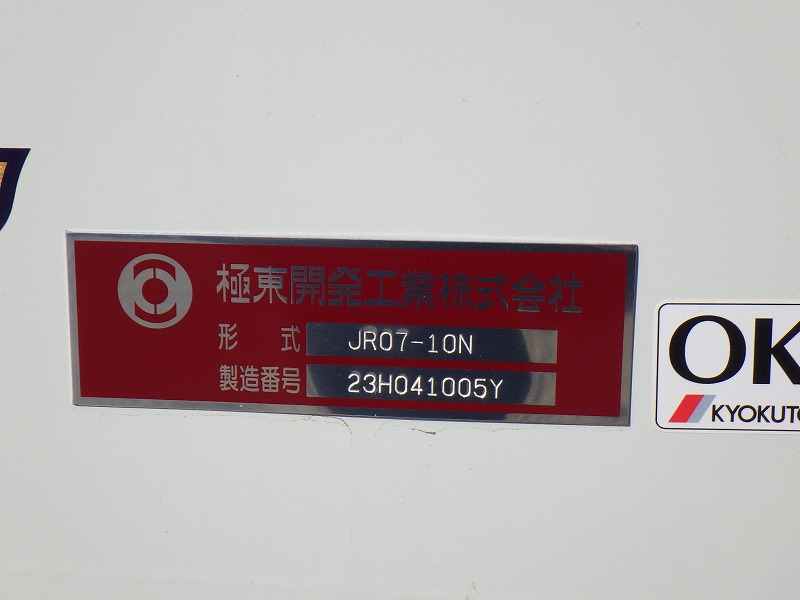 極東開発工業株式会社
形 式 JR07-10N
製造番号 23H041005Y
OK
KYOKUTO